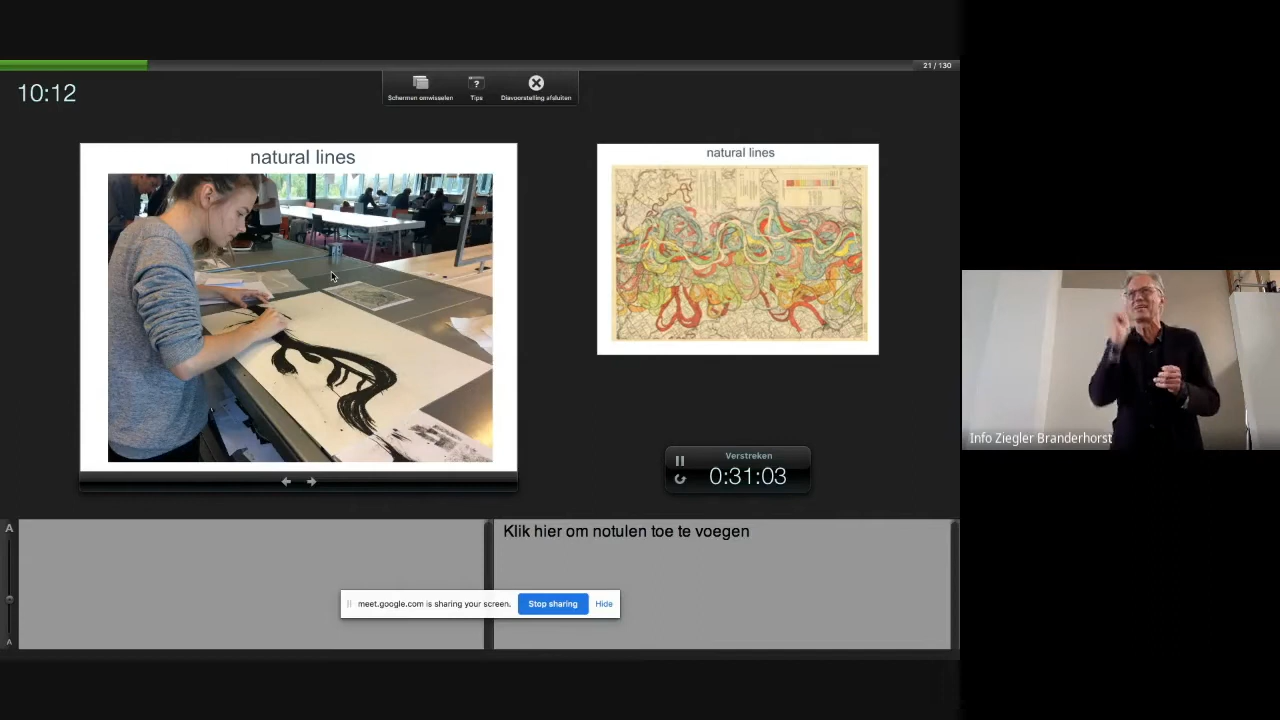 21 / 130
10:12
Schermen omwisselen
Tips
Diavoorstelling afsluiten
natural lines
natural lines
Info Ziegler Branderhorst
Verstreken
0:31:03
A
A
Klik hier om notulen toe te voegen
meet.google.com is sharing your screen.
Stop sharing
Hide